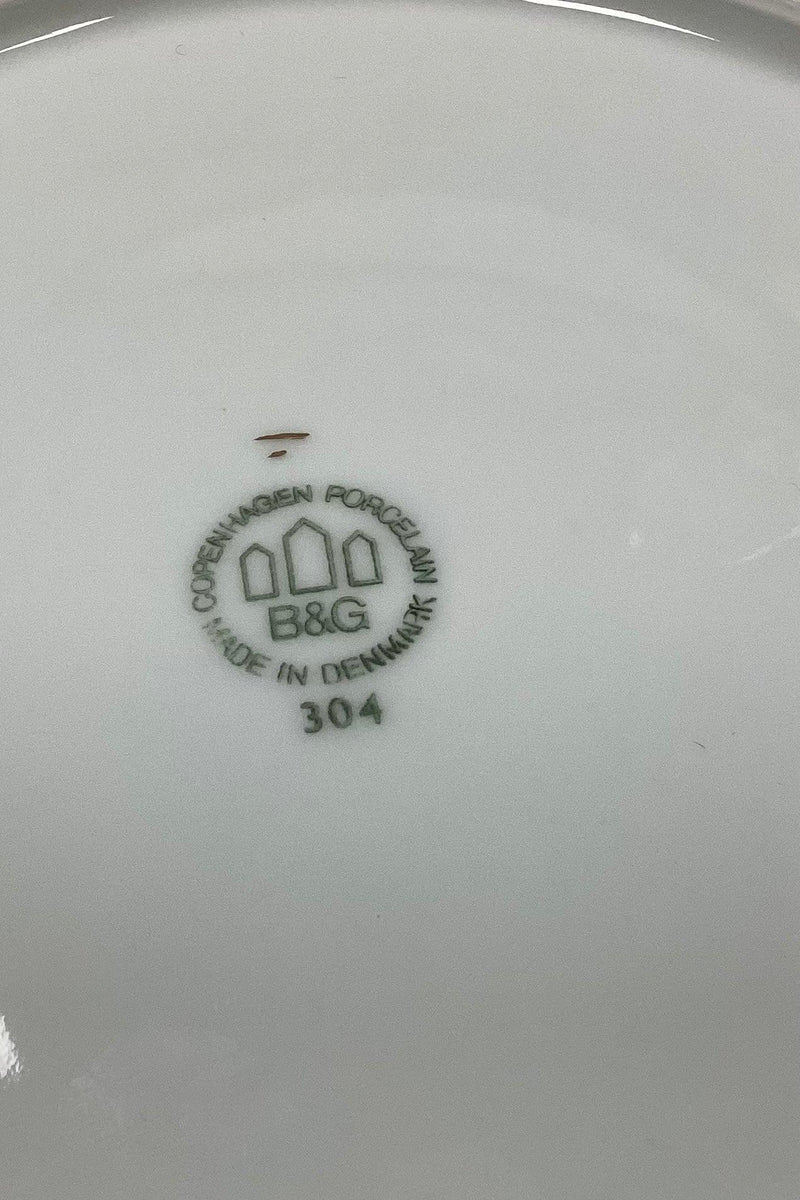 COPENHAGEN PORCELAIN
B&G
MADE IN DENMARK
304